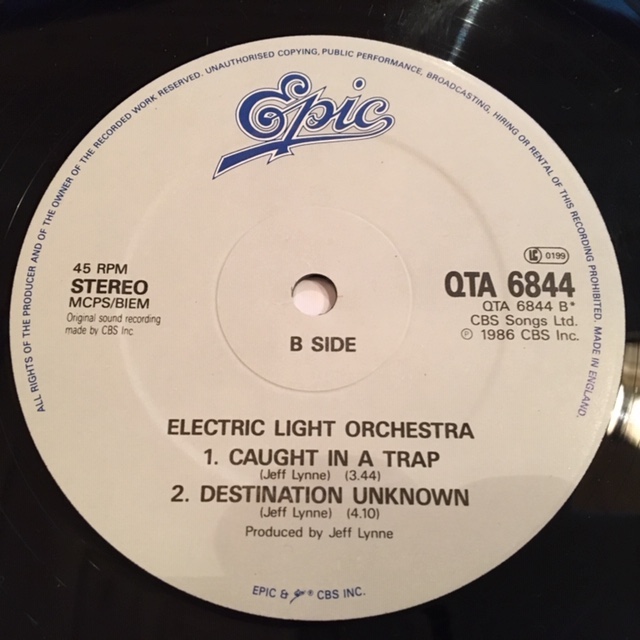 ALL RIGHTS OF THE PRODUCER AND OF THE OWNER OF THE RECORDED WORK RESERVED. UNAUTHORISED COPYING, PUBLIC PERFORMANCE, BROADCASTING, HIRING OR RENTAL OF THIS RECORDING PROHIBITED. MADE IN ENGLAND.
Epic
45 RPM
STEREO
MCPS/BIEM
Original sound recording
made by CBS Inc.
LC 0199
QTA 6844
QTA 6844 B*
CBS Songs Ltd.
℗ 1986 CBS Inc.
B SIDE
ELECTRIC LIGHT ORCHESTRA
1. CAUGHT IN A TRAP
(Jeff Lynne) (3.44)
2. DESTINATION UNKNOWN
(Jeff Lynne) (4.10)
Produced by Jeff Lynne
EPIC & ® CBS INC.